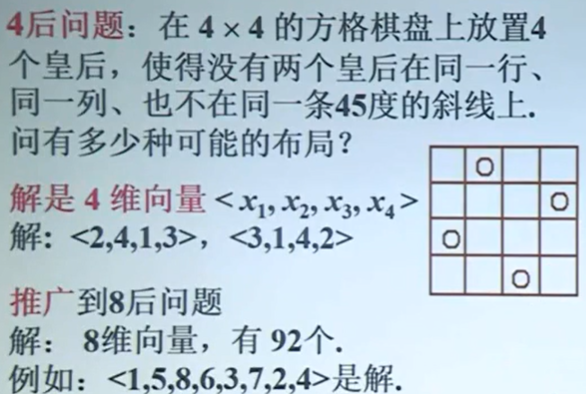 4后问题：在 4 × 4 的方格棋盘上放置4
个皇后，使得没有两个皇后在同一行、
同一列、也不在同一条45度的斜线上.
问有多少种可能的布局？
解是 4 维向量 < x₁, x₂, x₃, x₄ >
解: <2,4,1,3>，<3,1,4,2>
推广到8后问题
解： 8维向量，有 92个.
例如：<1,5,8,6,3,7,2,4>是解.